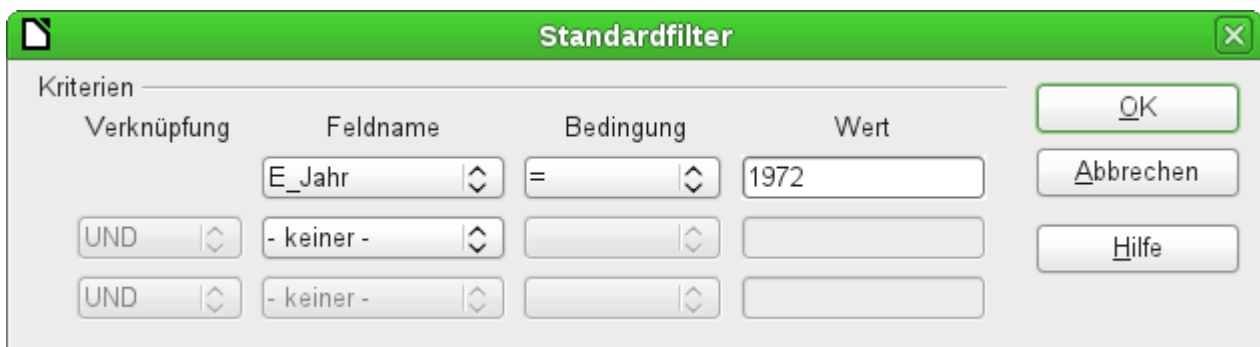 Standardfilter
Kriterien
Verknüpfung Feldname Bedingung Wert
E_Jahr = 1972
UND - keiner -
UND - keiner -
OK
Abbrechen
Hilfe